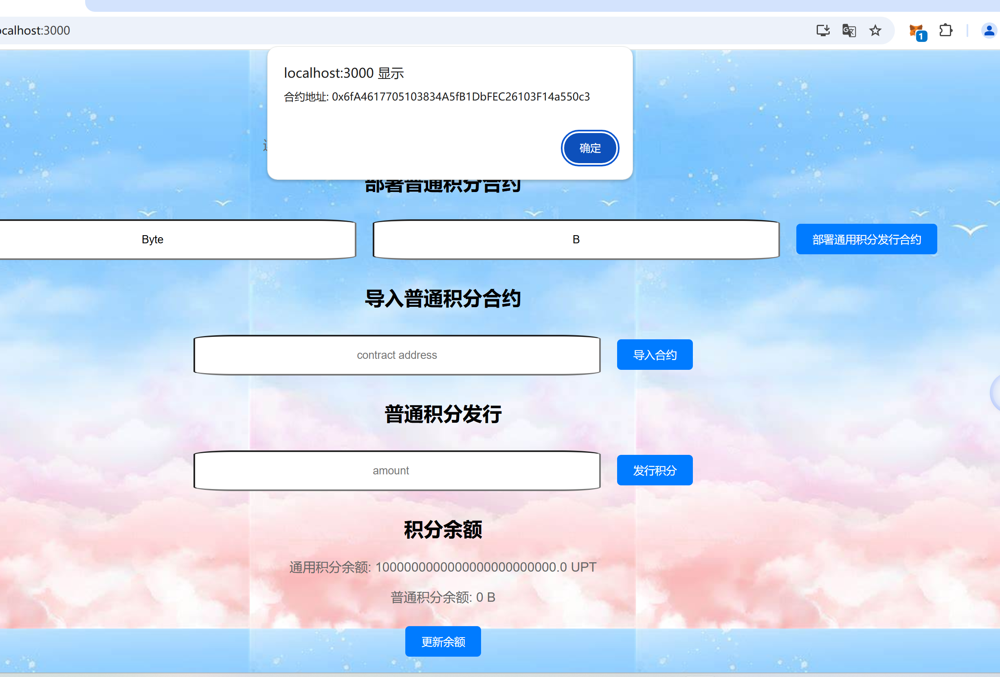 ocalhost:3000
1
localhost:3000 显示
合约地址: 0x6fA4617705103834A5fB1DbFEC26103F14a550c3
确定
部署普通积分合约
Byte
B
部署通用积分发行合约
导入普通积分合约
contract address
导入合约
普通积分发行
amount
发行积分
积分余额
通用积分余额: 1000000000000000000000000.0 UPT
普通积分余额: 0 B
更新余额